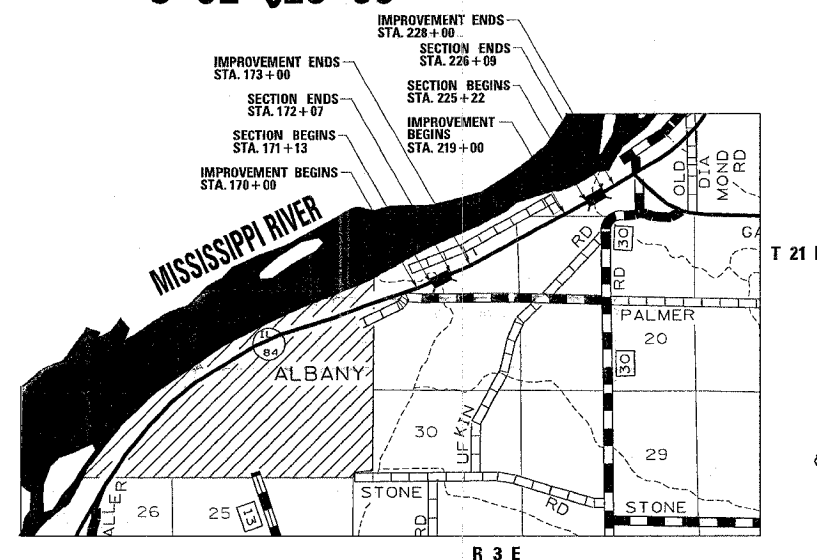 IMPROVEMENT ENDS
STA. 228+00
SECTION ENDS
STA. 226+09
IMPROVEMENT ENDS
STA. 173+00
SECTION BEGINS
STA. 225+22
SECTION ENDS
STA. 172+07
IMPROVEMENT
BEGINS
STA. 219+00
SECTION BEGINS
STA. 171+13
IMPROVEMENT BEGINS
STA. 170+00
MISSISSIPPI RIVER
OLD
DIA
MOND
RD
RD
30
RD
GA
T 21
PALMER
20
IL
84
30
ALBANY
30
UFKIN
29
STONE
RD
STONE
ALLER
26
25
13
RD
R 3 E